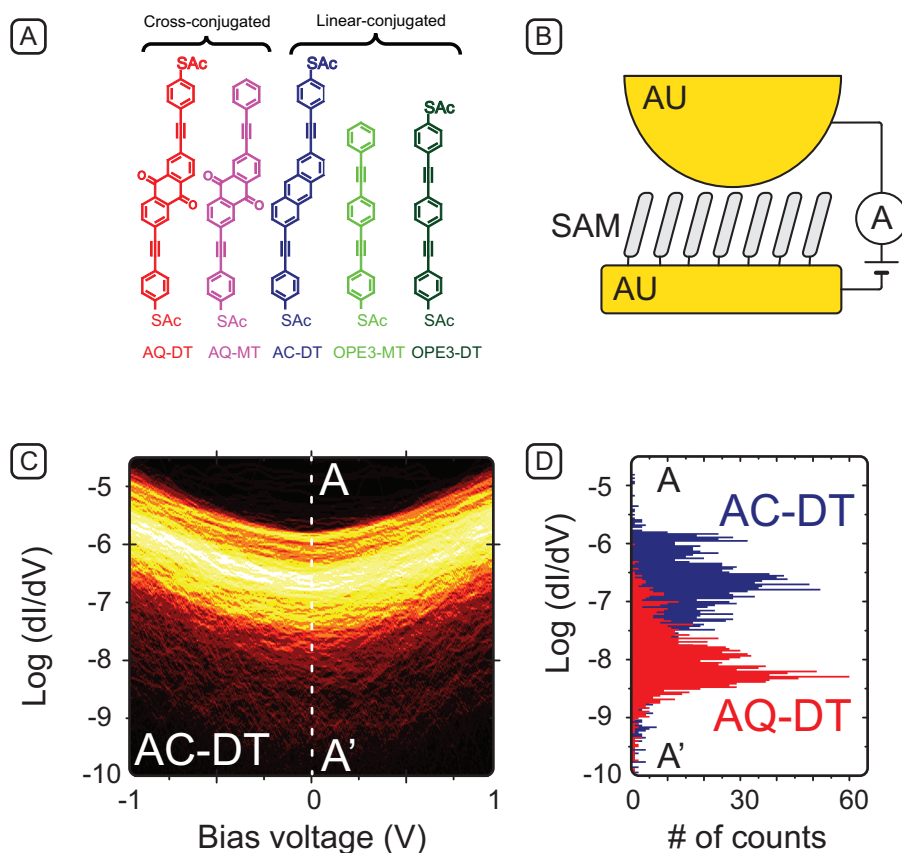 A
Cross-conjugated
Linear-conjugated
SAc
SAc
SAc
O
O
O
O
SAc
SAc
SAc
SAc
SAc
AQ-DT
AQ-MT
AC-DT
OPE3-MT
OPE3-DT
B
AU
A
SAM
AU
C
Log (dI/dV)
-5
-6
-7
-8
-9
-10
A
A’
AC-DT
-1
0
1
Bias voltage (V)
D
Log (dI/dV)
-5
-6
-7
-8
-9
-10
A
AC-DT
AQ-DT
A’
0
30
60
# of counts